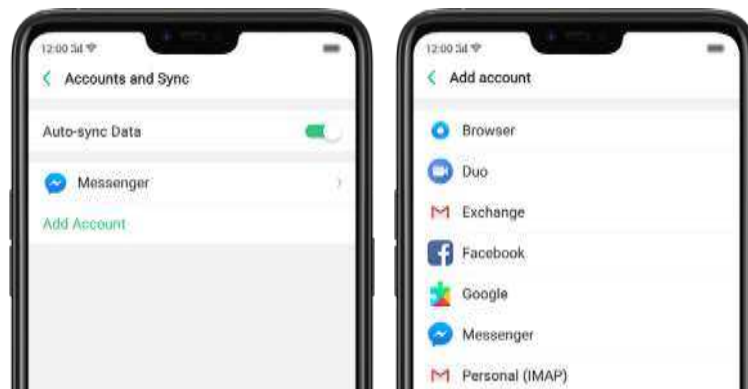 12:00
Accounts and Sync
Auto-sync Data
Messenger
Add Account
12:00
Add account
Browser
Duo
Exchange
Facebook
Google
Messenger
Personal (IMAP)